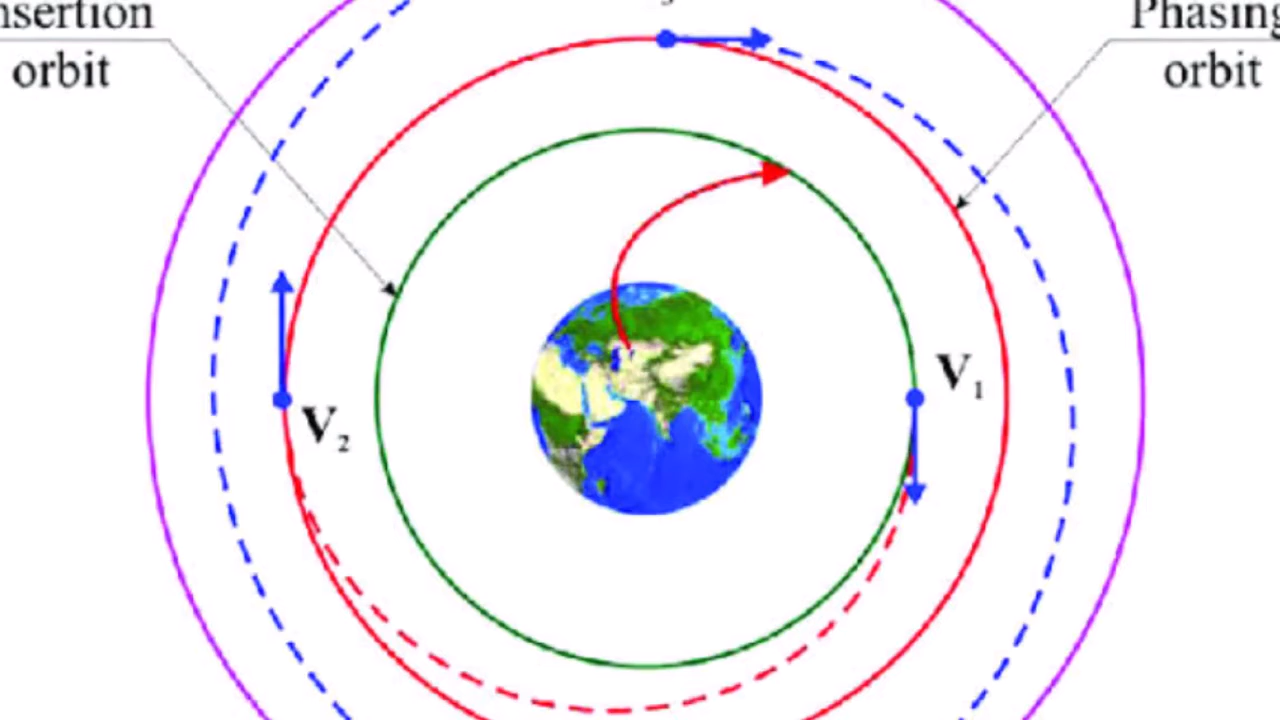 nsertion
orbit
Phasing
orbit
V₁
V₂